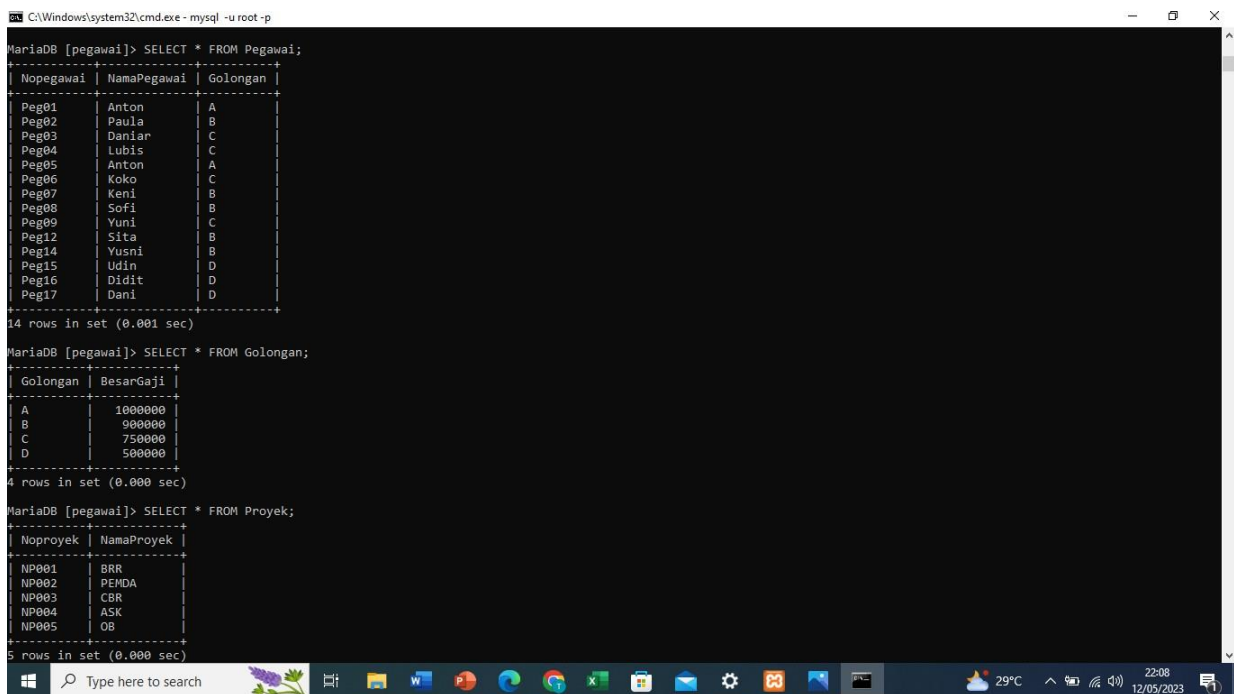 C:\Windows\system32\cmd.exe - mysql -u root -p
MariaDB [pegawai]> SELECT * FROM Pegawai;
+-----------+-------------+----------+
| Nopegawai | NamaPegawai | Golongan |
+-----------+-------------+----------+
| Peg01 | Anton | A |
| Peg02 | Paula | B |
| Peg03 | Daniar | C |
| Peg04 | Lubis | C |
| Peg05 | Anton | A |
| Peg06 | Koko | C |
| Peg07 | Keni | B |
| Peg08 | Sofi | B |
| Peg09 | Yuni | C |
| Peg12 | Sita | B |
| Peg14 | Yusni | B |
| Peg15 | Udin | D |
| Peg16 | Didit | D |
| Peg17 | Dani | D |
+-----------+-------------+----------+
14 rows in set (0.001 sec)
MariaDB [pegawai]> SELECT * FROM Golongan;
+----------+-----------+
| Golongan | BesarGaji |
+----------+-----------+
| A | 1000000 |
| B | 900000 |
| C | 750000 |
| D | 500000 |
+----------+-----------+
4 rows in set (0.000 sec)
MariaDB [pegawai]> SELECT * FROM Proyek;
+----------+------------+
| Noproyek | NamaProyek |
+----------+------------+
| NP001 | BRR |
| NP002 | PEMDA |
| NP003 | CBR |
| NP004 | ASK |
| NP005 | OB |
+----------+------------+
5 rows in set (0.000 sec)
Type here to search
29°C
22:08
12/05/2023